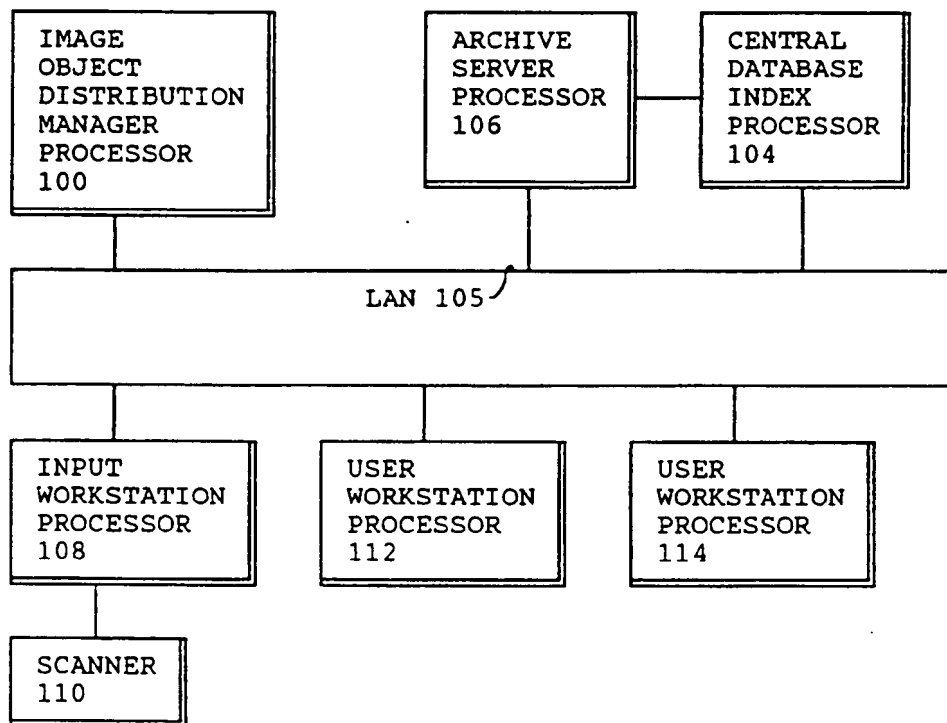 IMAGE
OBJECT
DISTRIBUTION
MANAGER
PROCESSOR
100
ARCHIVE
SERVER
PROCESSOR
106
CENTRAL
DATABASE
INDEX
PROCESSOR
104
LAN 105
INPUT
WORKSTATION
PROCESSOR
108
USER
WORKSTATION
PROCESSOR
112
USER
WORKSTATION
PROCESSOR
114
SCANNER
110